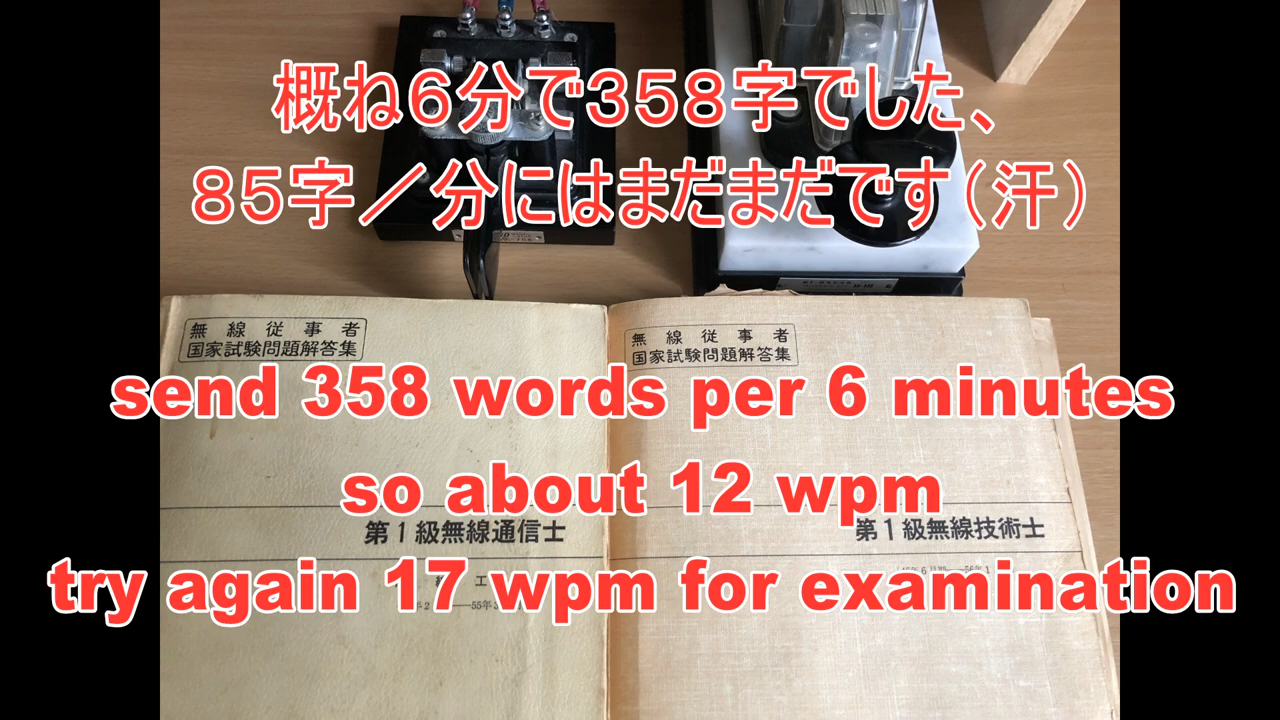 概ね６分で３５８字でした、
８５字／分にはまだまだです（汗）
無線従事者
国家試験問題解答集
無線従事者
国家試験問題解答集
send 358 words per 6 minutes
so about 12 wpm
第１級無線通信士
第１級無線技術士
try again 17 wpm for examination